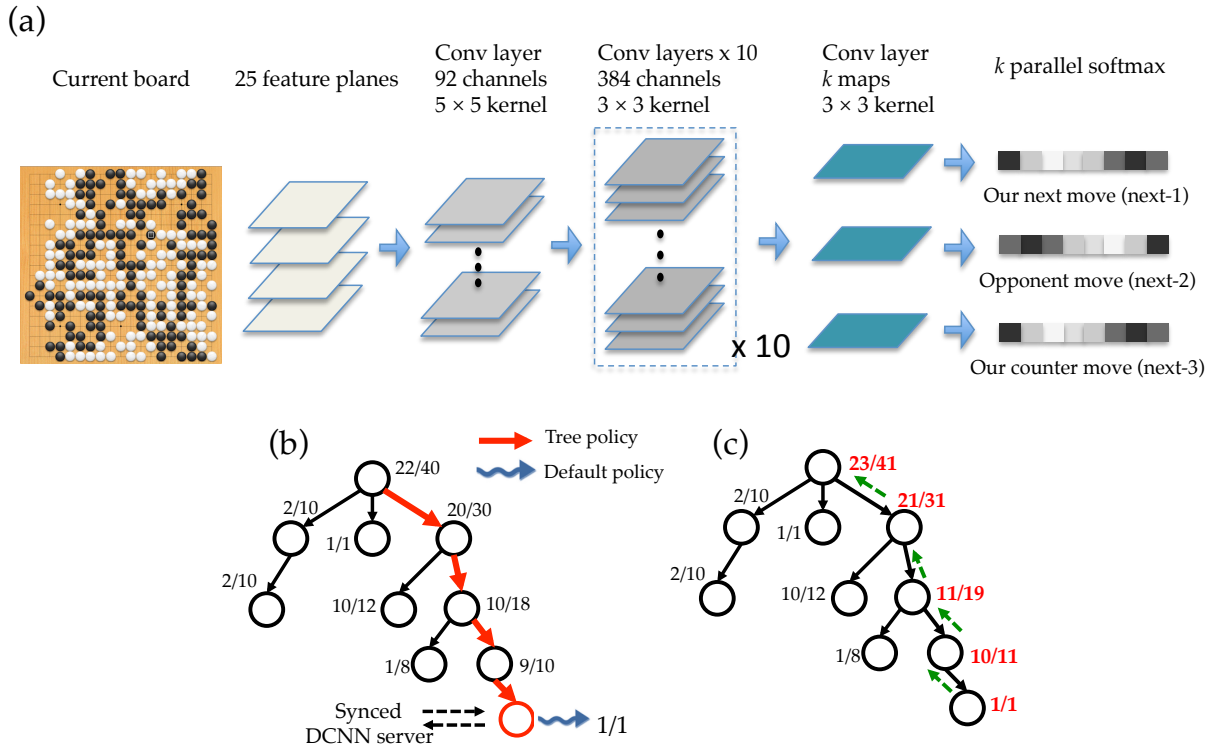 (a)
Current board
25 feature planes
Conv layer
92 channels
5 × 5 kernel
Conv layers x 10
384 channels
3 × 3 kernel
Conv layer
k maps
3 × 3 kernel
k parallel softmax
Our next move (next-1)
Opponent move (next-2)
Our counter move (next-3)
x 10
(b)
Tree policy
Default policy
22/40
2/10
1/1
20/30
2/10
10/12
10/18
1/8
9/10
Synced
DCNN server
1/1
(c)
23/41
2/10
1/1
21/31
2/10
10/12
11/19
1/8
10/11
1/1